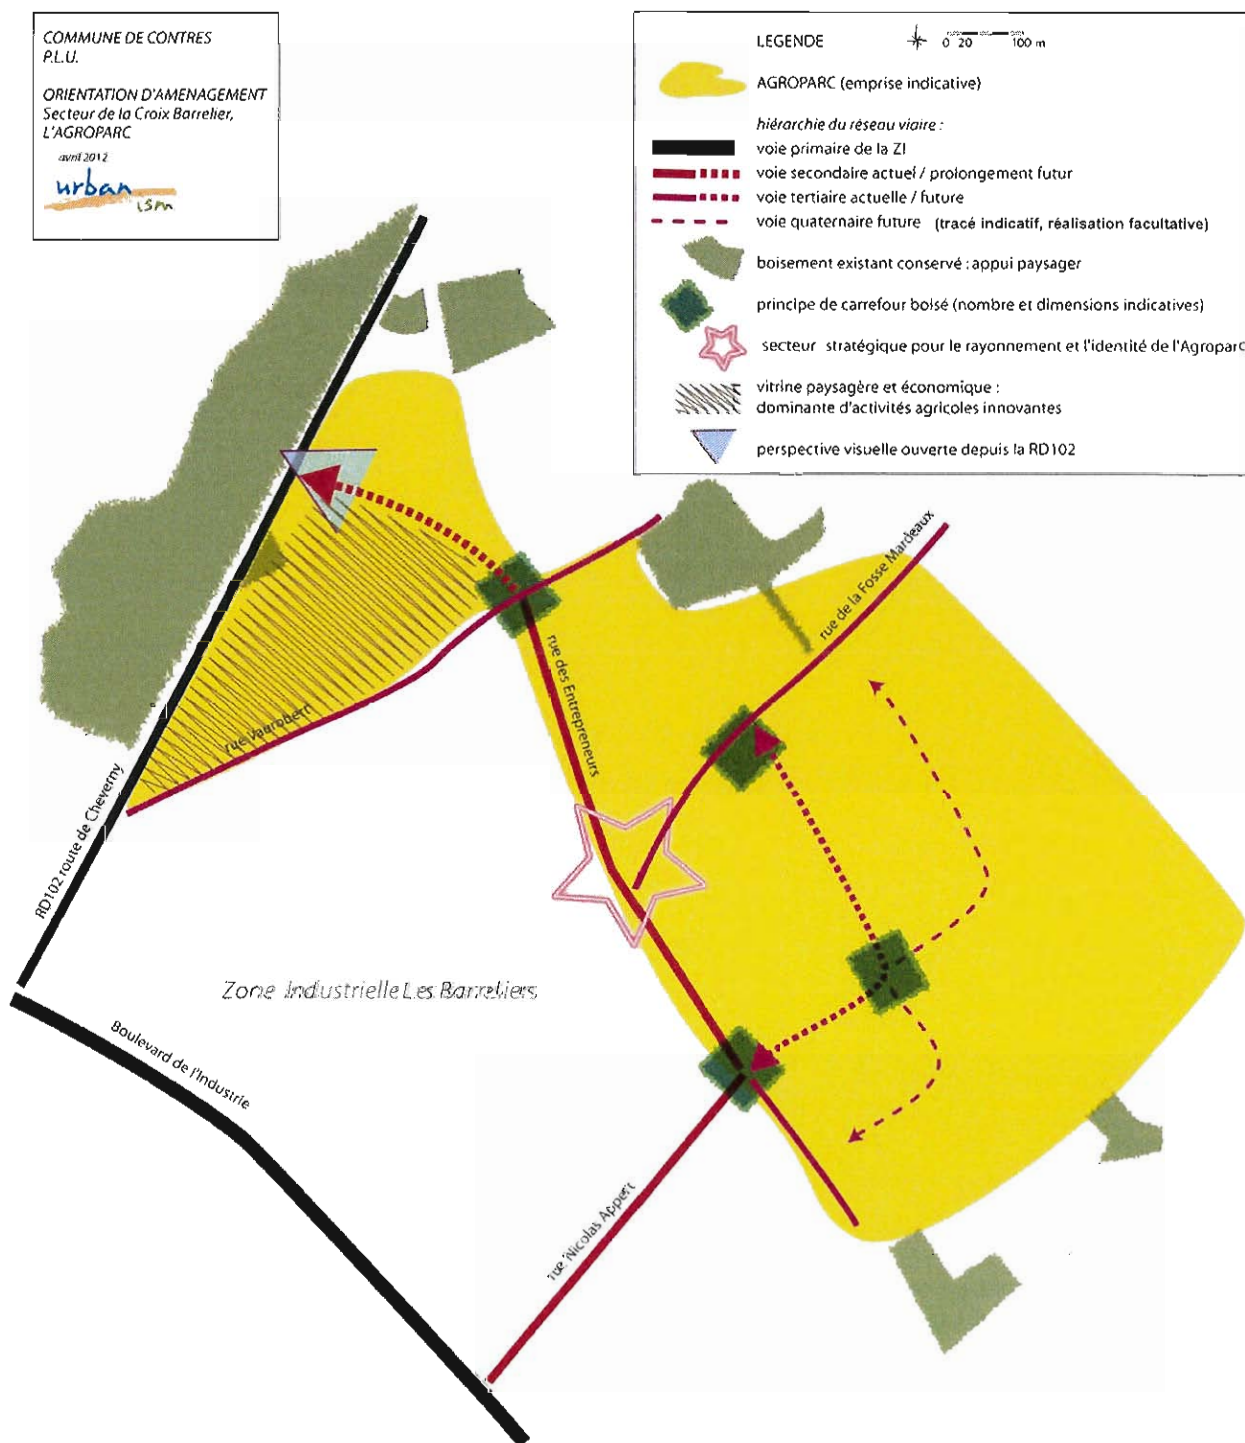 COMMUNE DE CONTRES
P.L.U.
ORIENTATION D'AMENAGEMENT
Secteur de la Croix Barrelier,
L'AGROPARC
avril 2012
urban
ism
LEGENDE
0 20 100 m
AGROPARC (emprise indicative)
hiérarchie du réseau viaire :
voie primaire de la ZI
voie secondaire actuel / prolongement futur
voie tertiaire actuelle / future
voie quaternaire future (tracé indicatif, réalisation facultative)
boisement existant conservé : appui paysager
principe de carrefour boisé (nombre et dimensions indicatives)
secteur stratégique pour le rayonnement et l'identité de l'Agroparc
vitrine paysagère et économique :
dominante d'activités agricoles innovantes
perspective visuelle ouverte depuis la RD102
rue de la Fosse Mardeaux
rue des Entrepreneurs
rue Vaurobert
RD102 route de Cheverny
Zone Industrielle Les Barreliers
Boulevard de l'Industrie
rue Nicolas Appert